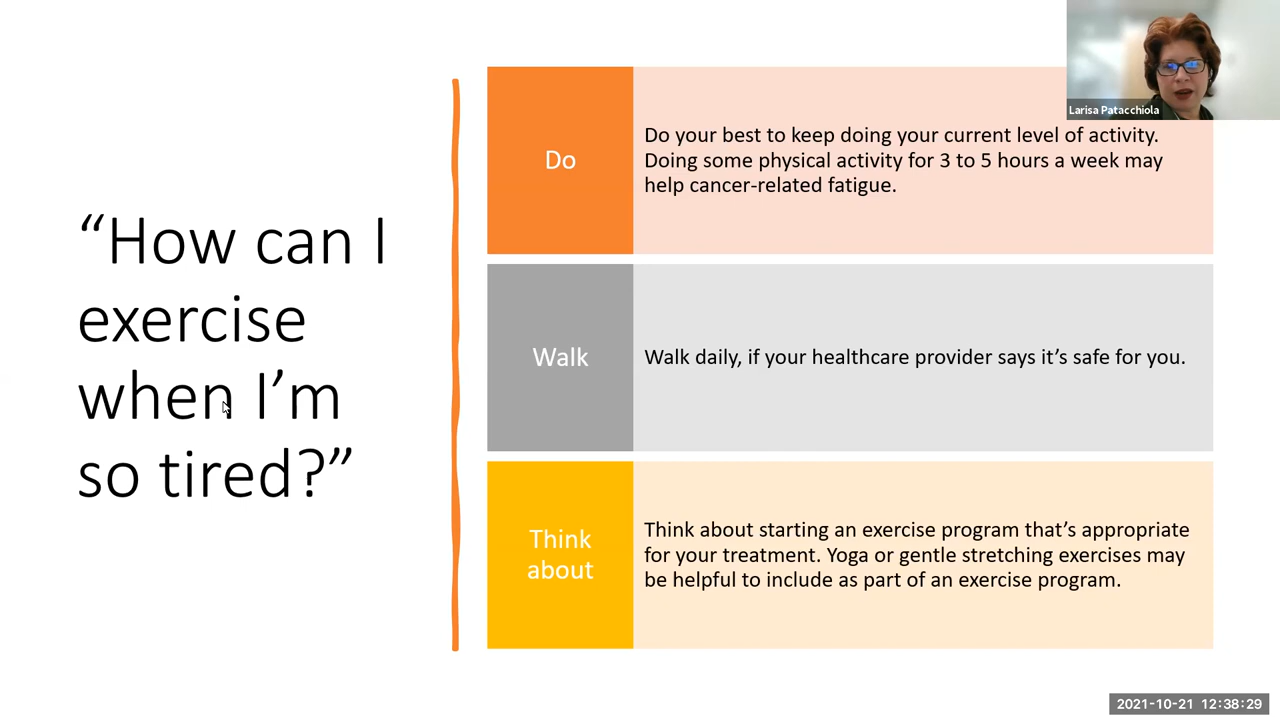 “How can I
exercise
when I’m
so tired?”
Do
Do your best to keep doing your current level of activity.
Doing some physical activity for 3 to 5 hours a week may
help cancer-related fatigue.
Walk
Walk daily, if your healthcare provider says it’s safe for you.
Think
about
Think about starting an exercise program that’s appropriate
for your treatment. Yoga or gentle stretching exercises may
be helpful to include as part of an exercise program.
Larisa Patacchiola
2021-10-21 12:38:29